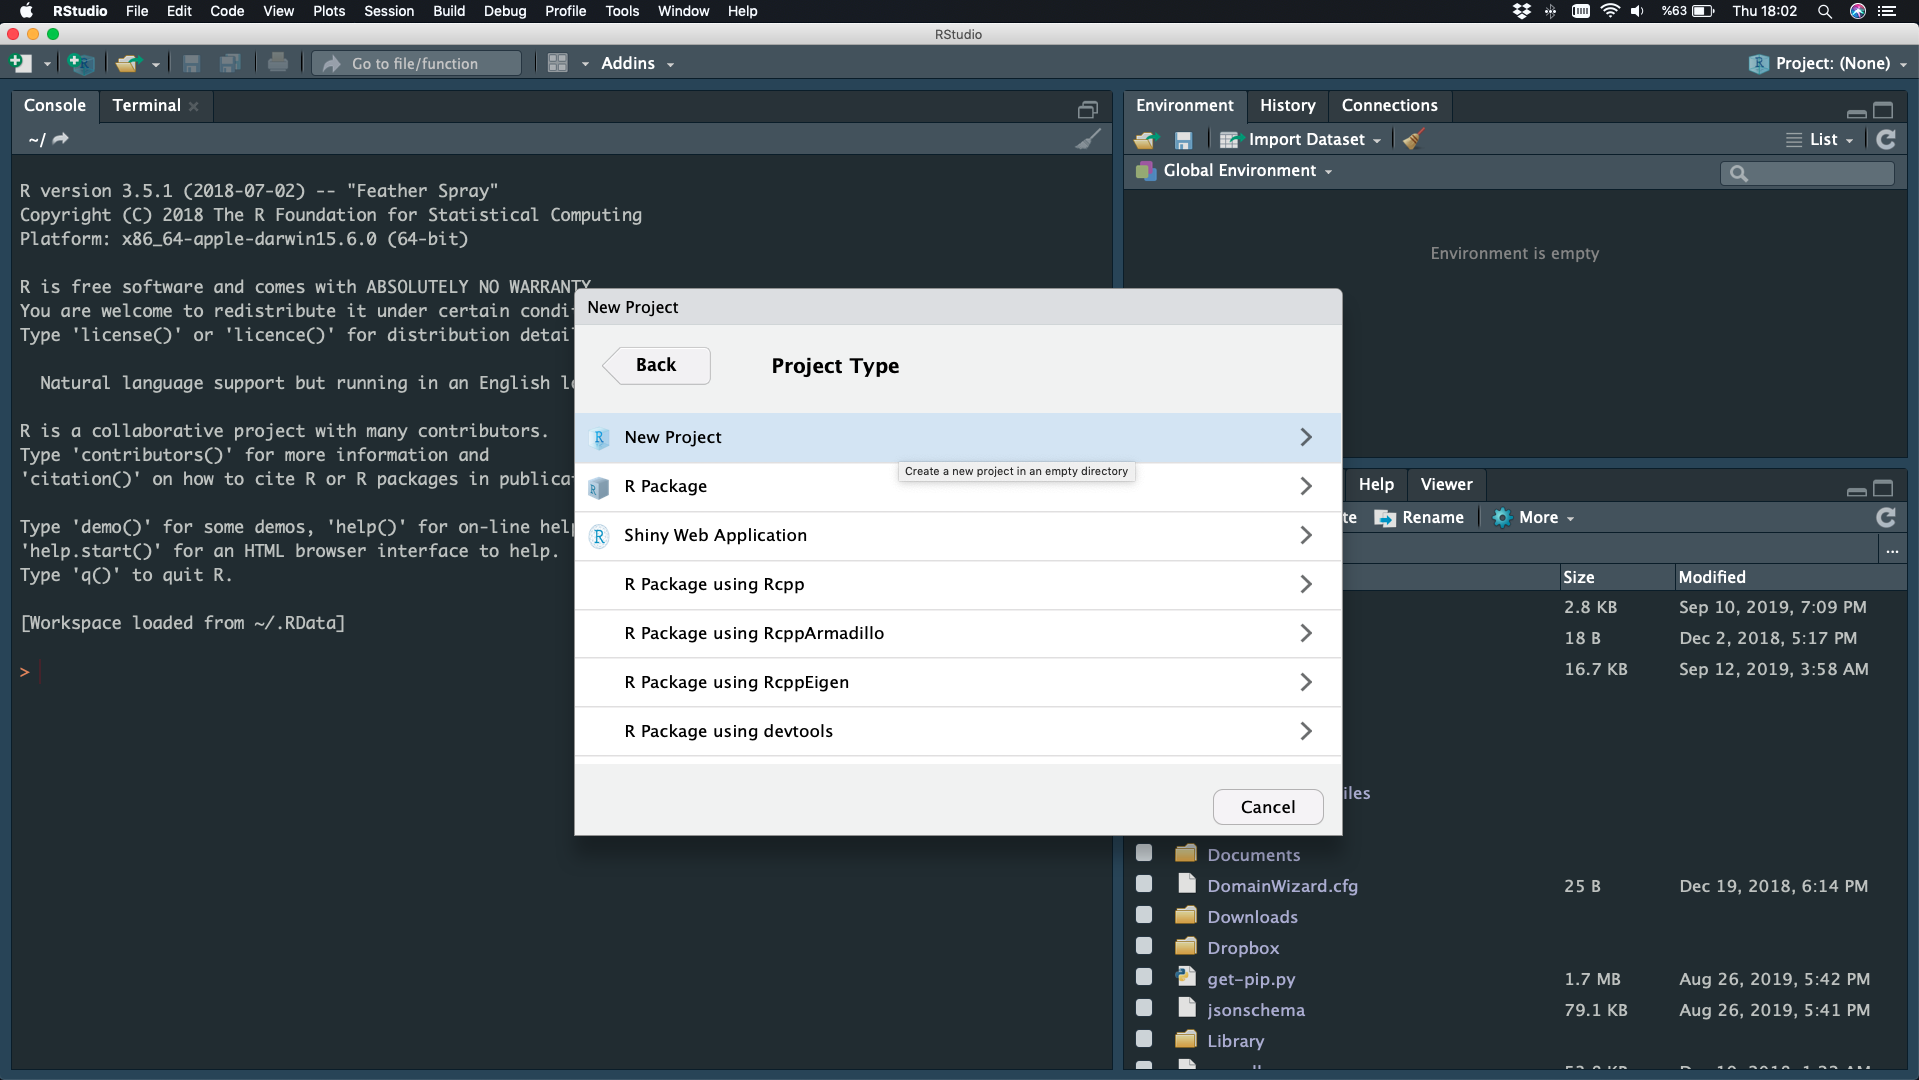 RStudio File Edit Code View Plots Session Build Debug Profile Tools Window Help %63 Thu 18:02
RStudio
Go to file/function Addins Project: (None)
Console Terminal
~/
R version 3.5.1 (2018-07-02) -- "Feather Spray"
Copyright (C) 2018 The R Foundation for Statistical Computing
Platform: x86_64-apple-darwin15.6.0 (64-bit)
R is free software and comes with ABSOLUTELY NO WARRANTY
You are welcome to redistribute it under certain condi
Type 'license()' or 'licence()' for distribution detai
Natural language support but running in an English l
R is a collaborative project with many contributors.
Type 'contributors()' for more information and
'citation()' on how to cite R or R packages in publica
Type 'demo()' for some demos, 'help()' for on-line hel
'help.start()' for an HTML browser interface to help.
Type 'q()' to quit R.
[Workspace loaded from ~/.RData]
>
New Project
Back Project Type
New Project
Create a new project in an empty directory
R Package
Shiny Web Application
R Package using Rcpp
R Package using RcppArmadillo
R Package using RcppEigen
R Package using devtools
Cancel
Environment History Connections
Import Dataset List
Global Environment
Environment is empty
Help Viewer
te Rename More
...
Size Modified
2.8 KB Sep 10, 2019, 7:09 PM
18 B Dec 2, 2018, 5:17 PM
16.7 KB Sep 12, 2019, 3:58 AM
iles
Documents
DomainWizard.cfg 25 B Dec 19, 2018, 6:14 PM
Downloads
Dropbox
get-pip.py 1.7 MB Aug 26, 2019, 5:42 PM
jsonschema 79.1 KB Aug 26, 2019, 5:41 PM
Library